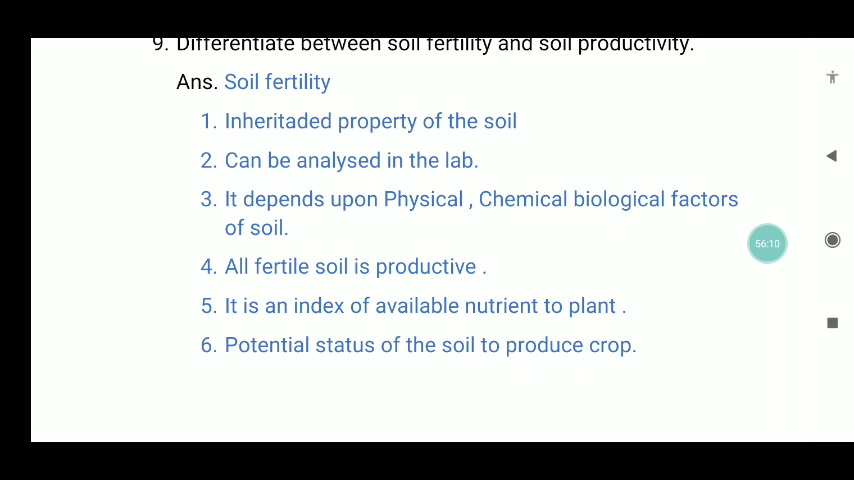 9. Differentiate between soil fertility and soil productivity.
Ans. Soil fertility
1. Inheritaded property of the soil
2. Can be analysed in the lab.
3. It depends upon Physical , Chemical biological factors
of soil.
4. All fertile soil is productive .
5. It is an index of available nutrient to plant .
6. Potential status of the soil to produce crop.
56:10